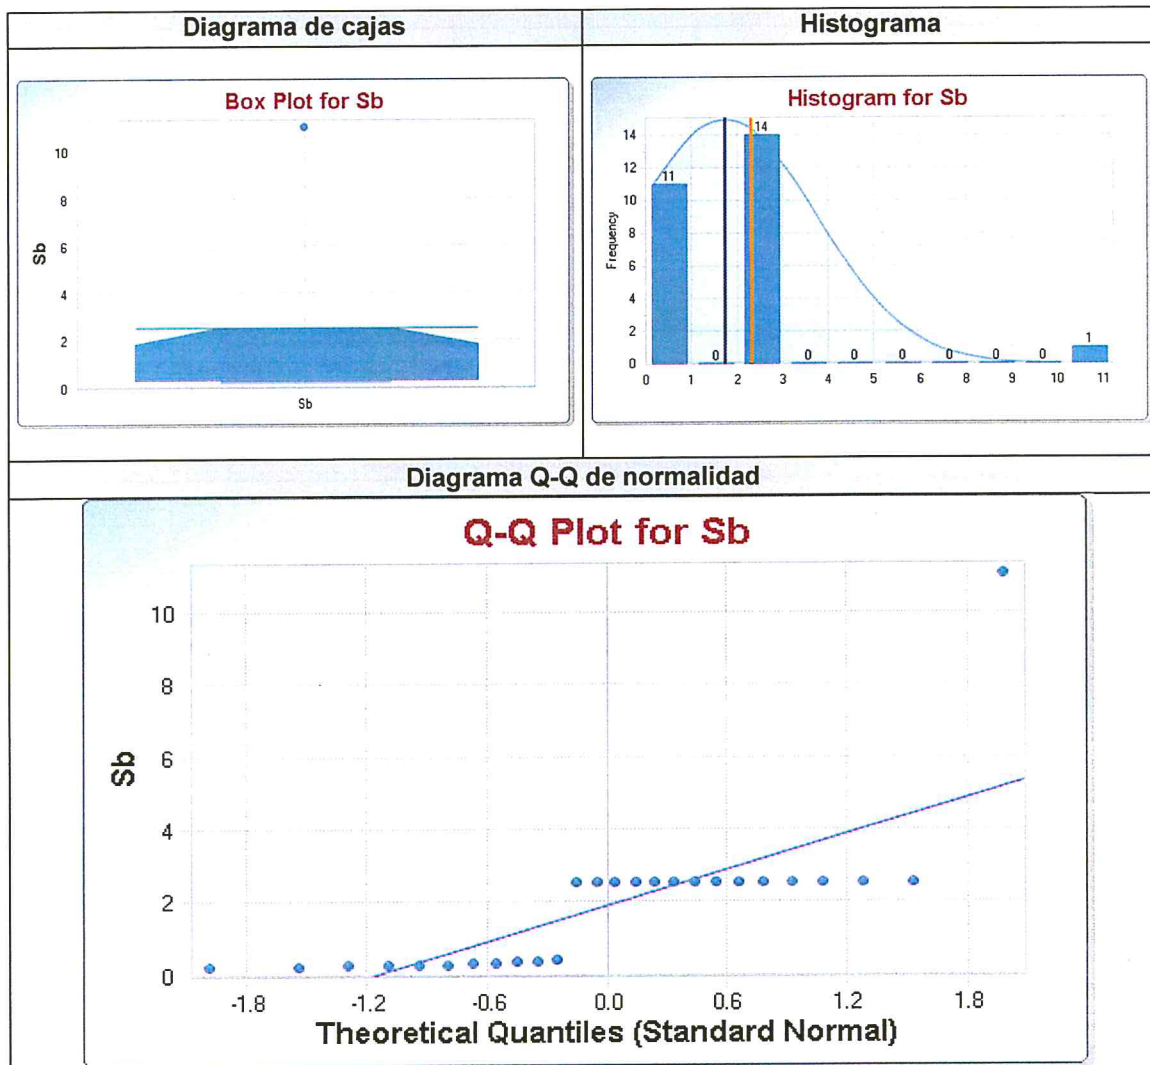 Diagrama de cajas
Histograma
Box Plot for Sb
10
8
6
4
2
0
Sb
Sb
Histogram for Sb
14
12
10
8
6
4
2
0
Frequency
11
0
14
0
0
0
0
0
0
1
0 1 2 3 4 5 6 7 8 9 10 11
Diagrama Q-Q de normalidad
Q-Q Plot for Sb
10
8
6
4
2
0
Sb
-1.8 -1.2 -0.6 0.0 0.6 1.2 1.8
Theoretical Quantiles (Standard Normal)